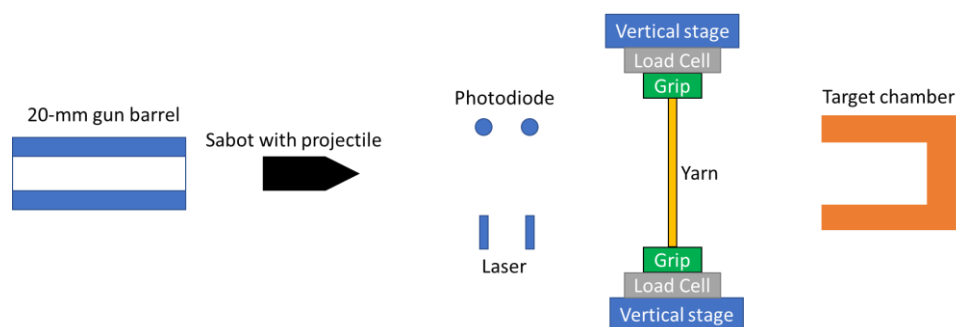 20-mm gun barrel
Sabot with projectile
Photodiode
Laser
Vertical stage
Load Cell
Grip
Yarn
Grip
Load Cell
Vertical stage
Target chamber